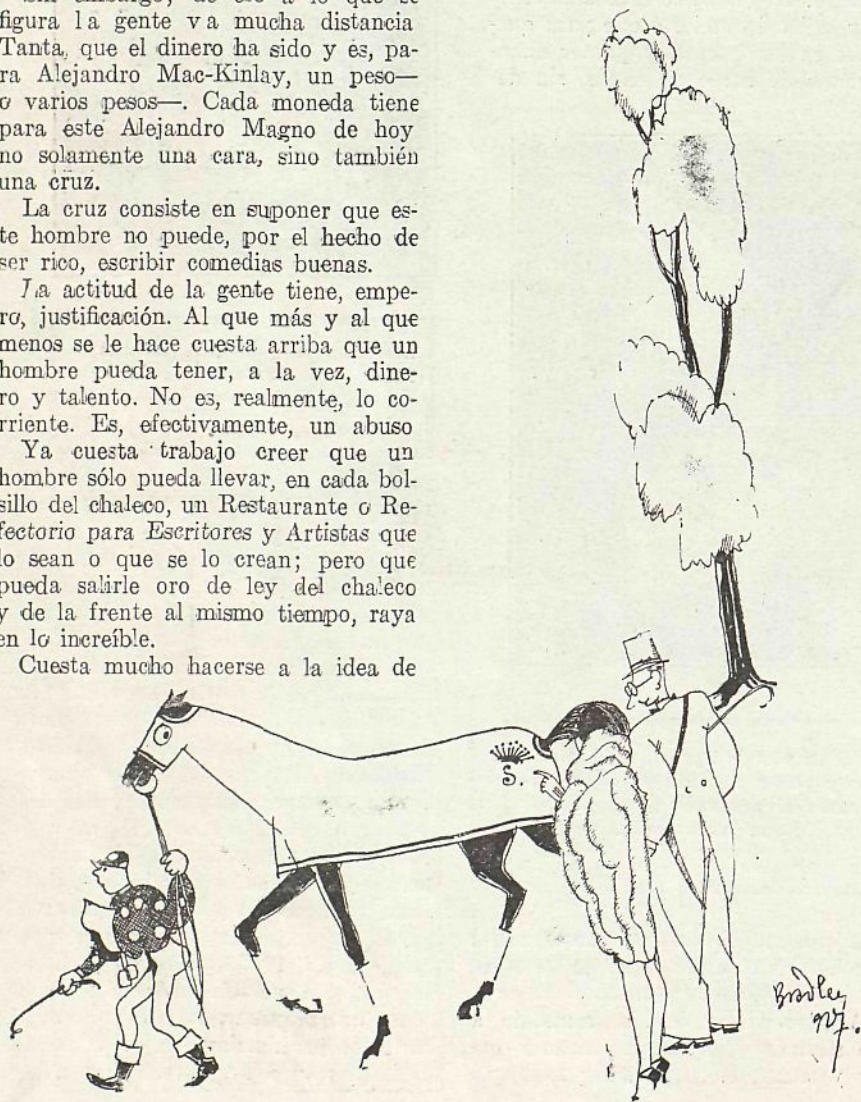 sin embargo, de eso a lo que se
figura la gente va mucha distancia
Tanta, que el dinero ha sido y es, pa-
ra Alejandro Mac-Kinlay, un peso—
o varios pesos—. Cada moneda tiene
para éste Alejandro Magno de hoy
no solamente una cara, sino también
una cruz.
La cruz consiste en suponer que es-
te hombre no puede, por el hecho de
ser rico, escribir comedias buenas.
La actitud de la gente tiene, empe-
ro, justificación. Al que más y al que
menos se le hace cuesta arriba que un
hombre pueda tener, a la vez, dine-
ro y talento. No es, realmente, lo co-
rriente. Es, efectivamente, un abuso
Ya cuesta trabajo creer que un
hombre sólo pueda llevar, en cada bol-
sillo del chaleco, un Restaurante o Re-
fectorio para Escritores y Artistas que
lo sean o que se lo crean; pero que
pueda salirle oro de ley del chaleco
y de la frente al mismo tiempo, raya
en lo increíble.
Cuesta mucho hacerse a la idea de
S.
Bradley
927.